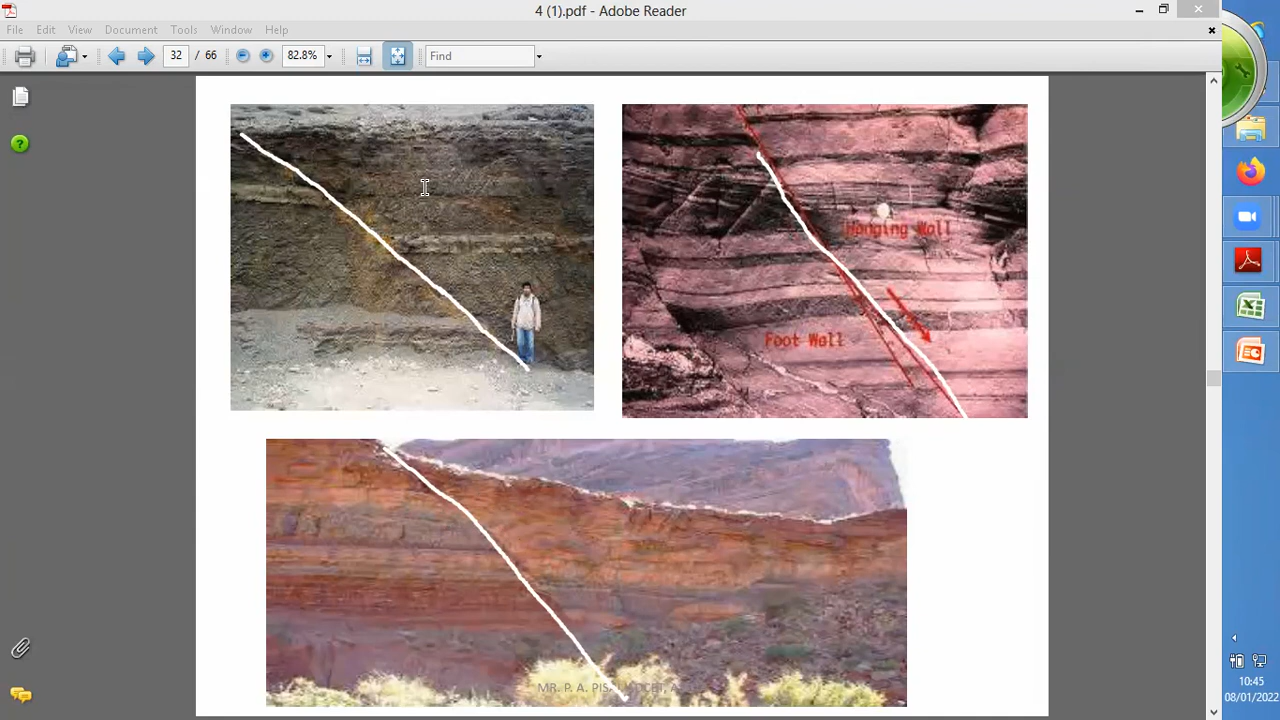 4 (1).pdf - Adobe Reader
File Edit View Document Tools Window Help
32 / 66 82.8% Find
Hanging Wall
Foot Wall
MR. P. A.
10:45
08/01/2022